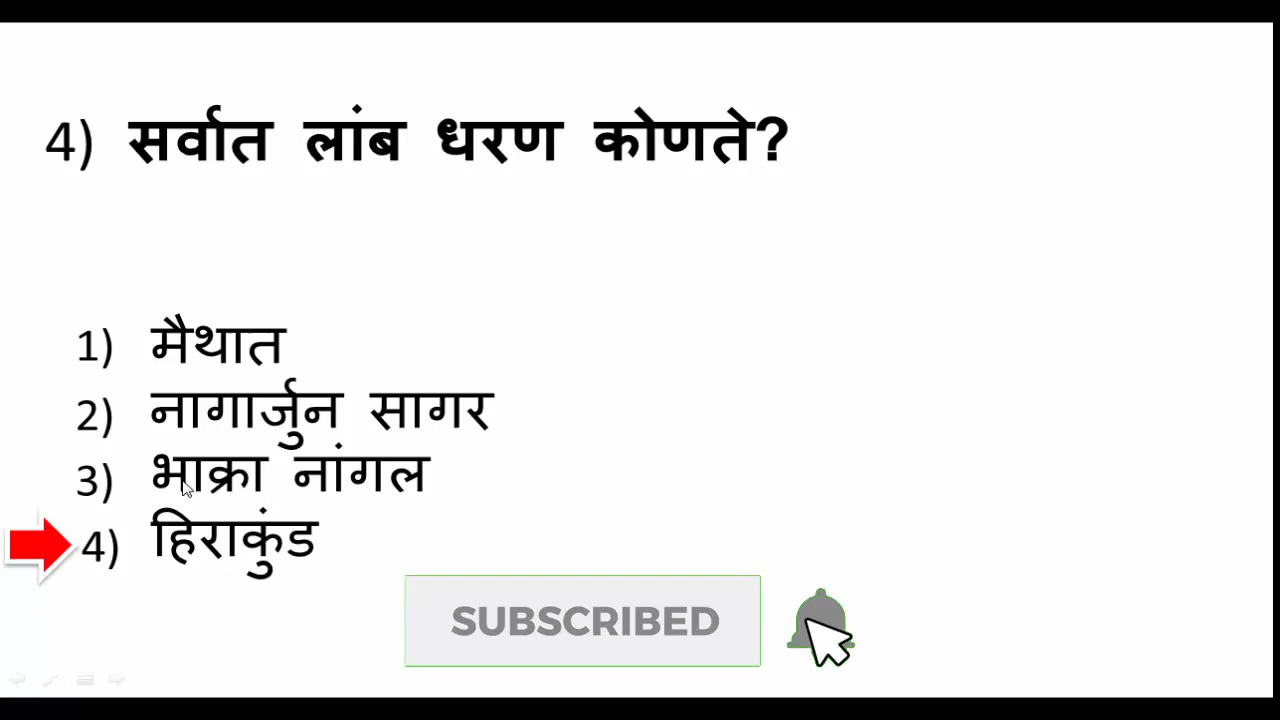 4) सर्वात लांब धरण कोणते?
1) मैथात
2) नागार्जुन सागर
3) भाक्रा नांगल
4) हिराकुंड
SUBSCRIBED